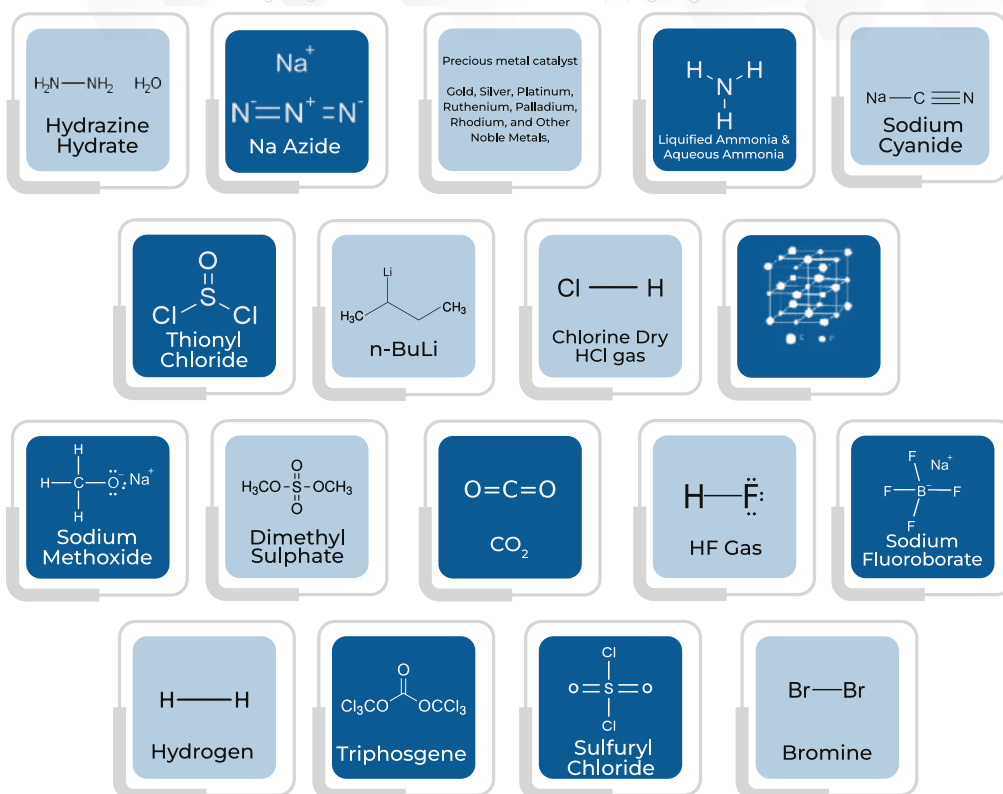 H₂N—NH₂ H₂O
Hydrazine
Hydrate
Na⁺
N⁻=N⁺=N⁻
Na Azide
Precious metal catalyst
Gold, Silver, Platinum,
Ruthenium, Palladium,
Rhodium, and Other
Noble Metals,
H H
N
H
Liquified Ammonia &
Aqueous Ammonia
Na—C≡N
Sodium
Cyanide
O
S
Cl Cl
Thionyl
Chloride
Li
H₃C CH₃
n-BuLi
Cl—H
Chlorine Dry
HCl gas
H
H—C—O⁻ Na⁺
H
Sodium
Methoxide
O
H₃CO-S-OCH₃
O
Dimethyl
Sulphate
O=C=O
CO₂
H—F
HF Gas
F Na⁺
F—B⁻—F
F
Sodium
Fluoroborate
H—H
Hydrogen
O
Cl₃CO OCCl₃
Triphosgene
Cl
O=S=O
Cl
Sulfuryl
Chloride
Br—Br
Bromine